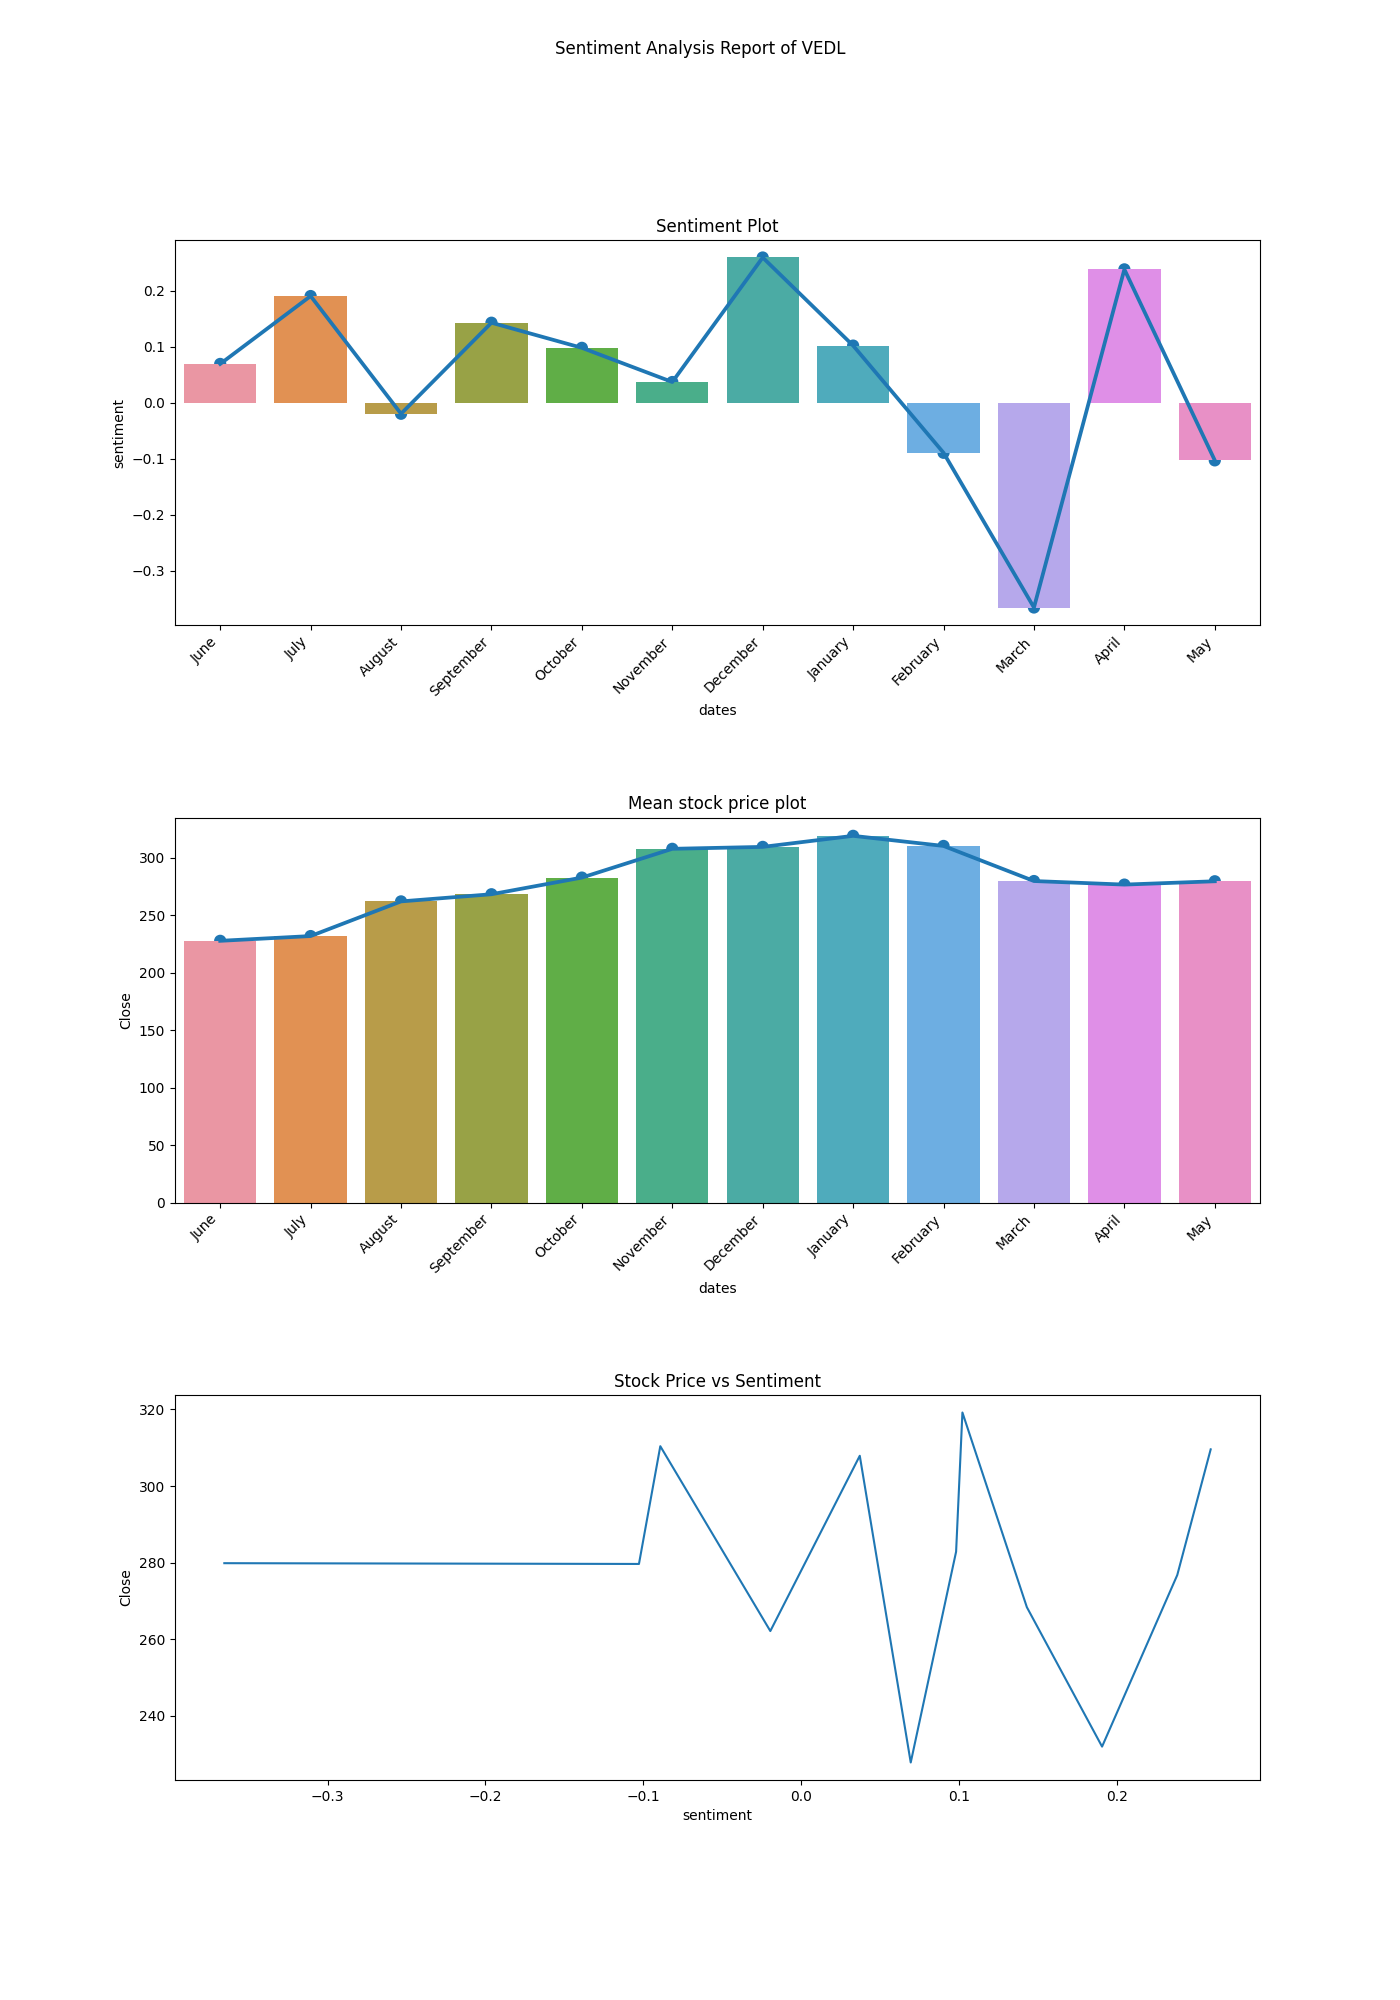 Sentiment Analysis Report of VEDL
Sentiment Plot
sentiment
0.2
0.1
0.0
−0.1
−0.2
−0.3
June July August September October November December January February March April May
dates
Mean stock price plot
Close
300
250
200
150
100
50
0
June July August September October November December January February March April May
dates
Stock Price vs Sentiment
Close
320
300
280
260
240
−0.3 −0.2 −0.1 0.0 0.1 0.2
sentiment